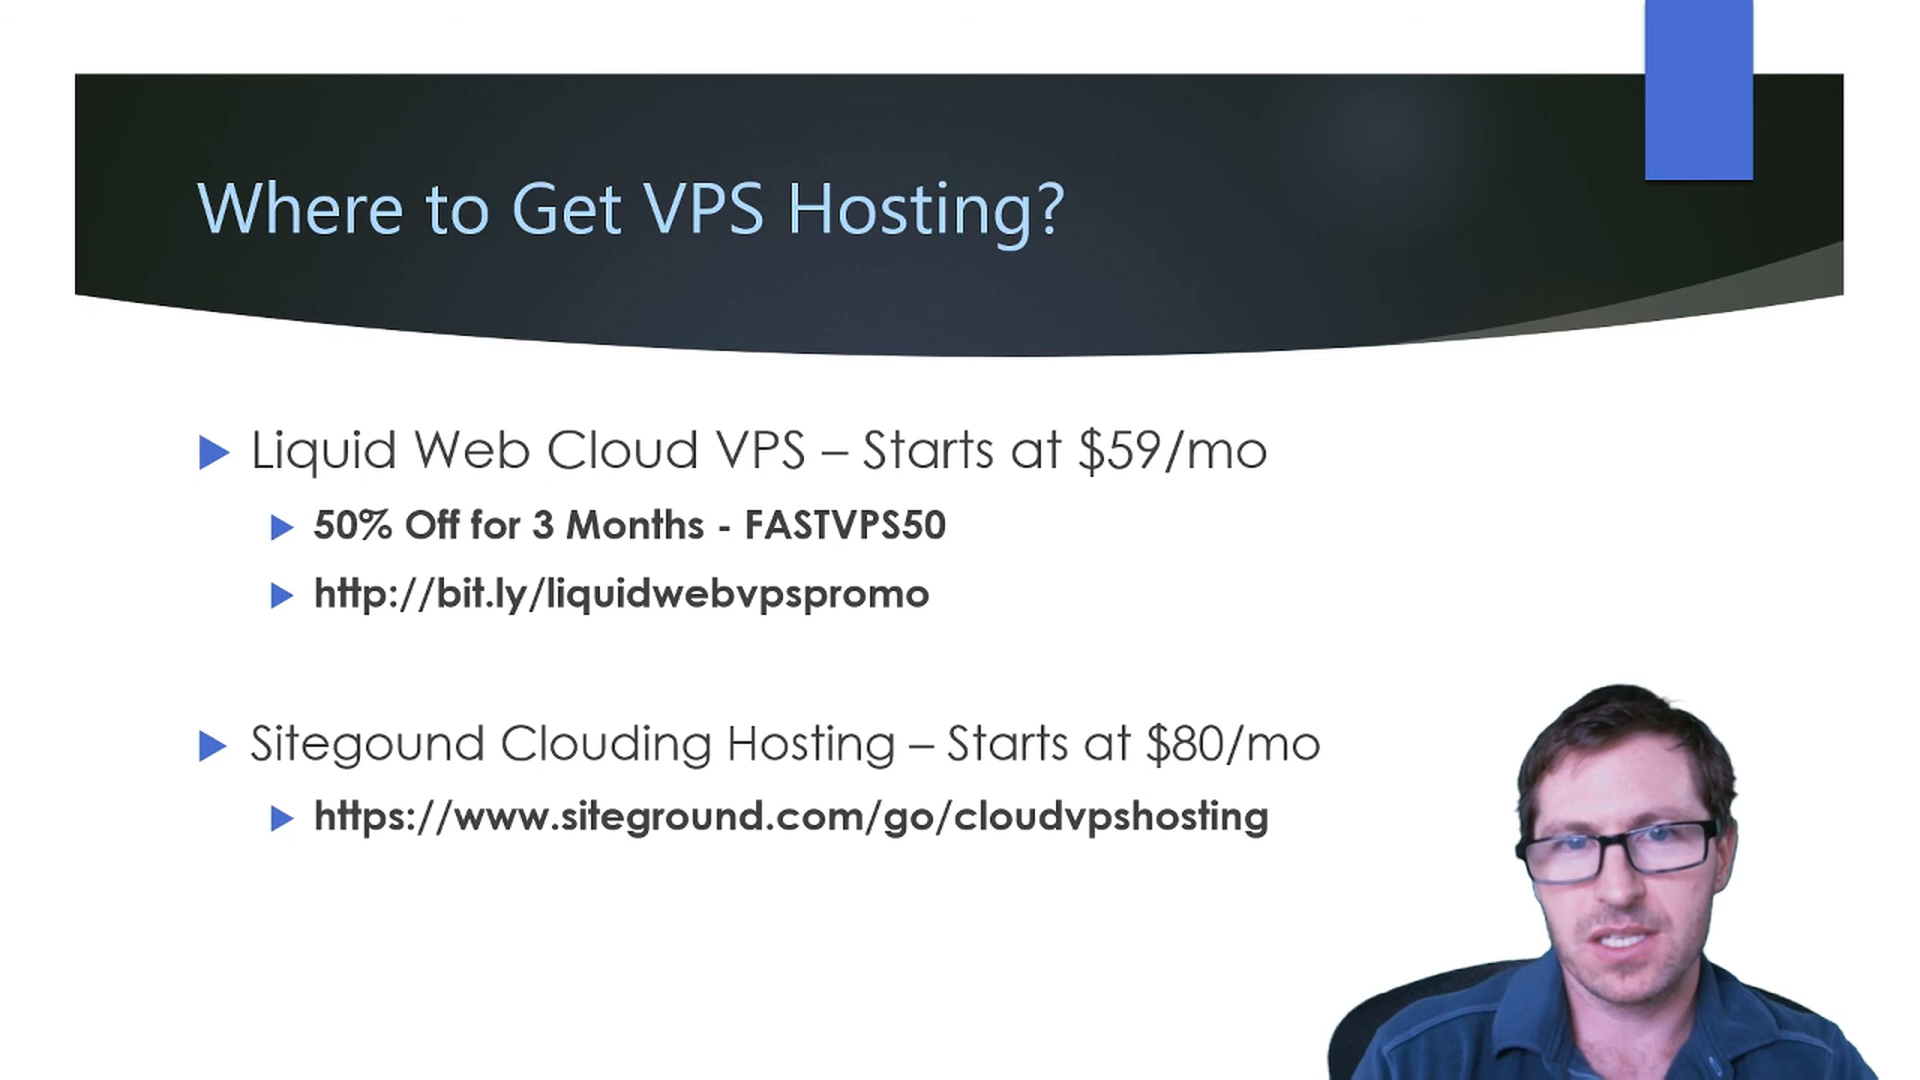 Where to Get VPS Hosting?
Liquid Web Cloud VPS – Starts at $59/mo
50% Off for 3 Months - FASTVPS50
http://bit.ly/liquidwebvpspromo
Sitegound Clouding Hosting – Starts at $80/mo
https://www.siteground.com/go/cloudvpshosting